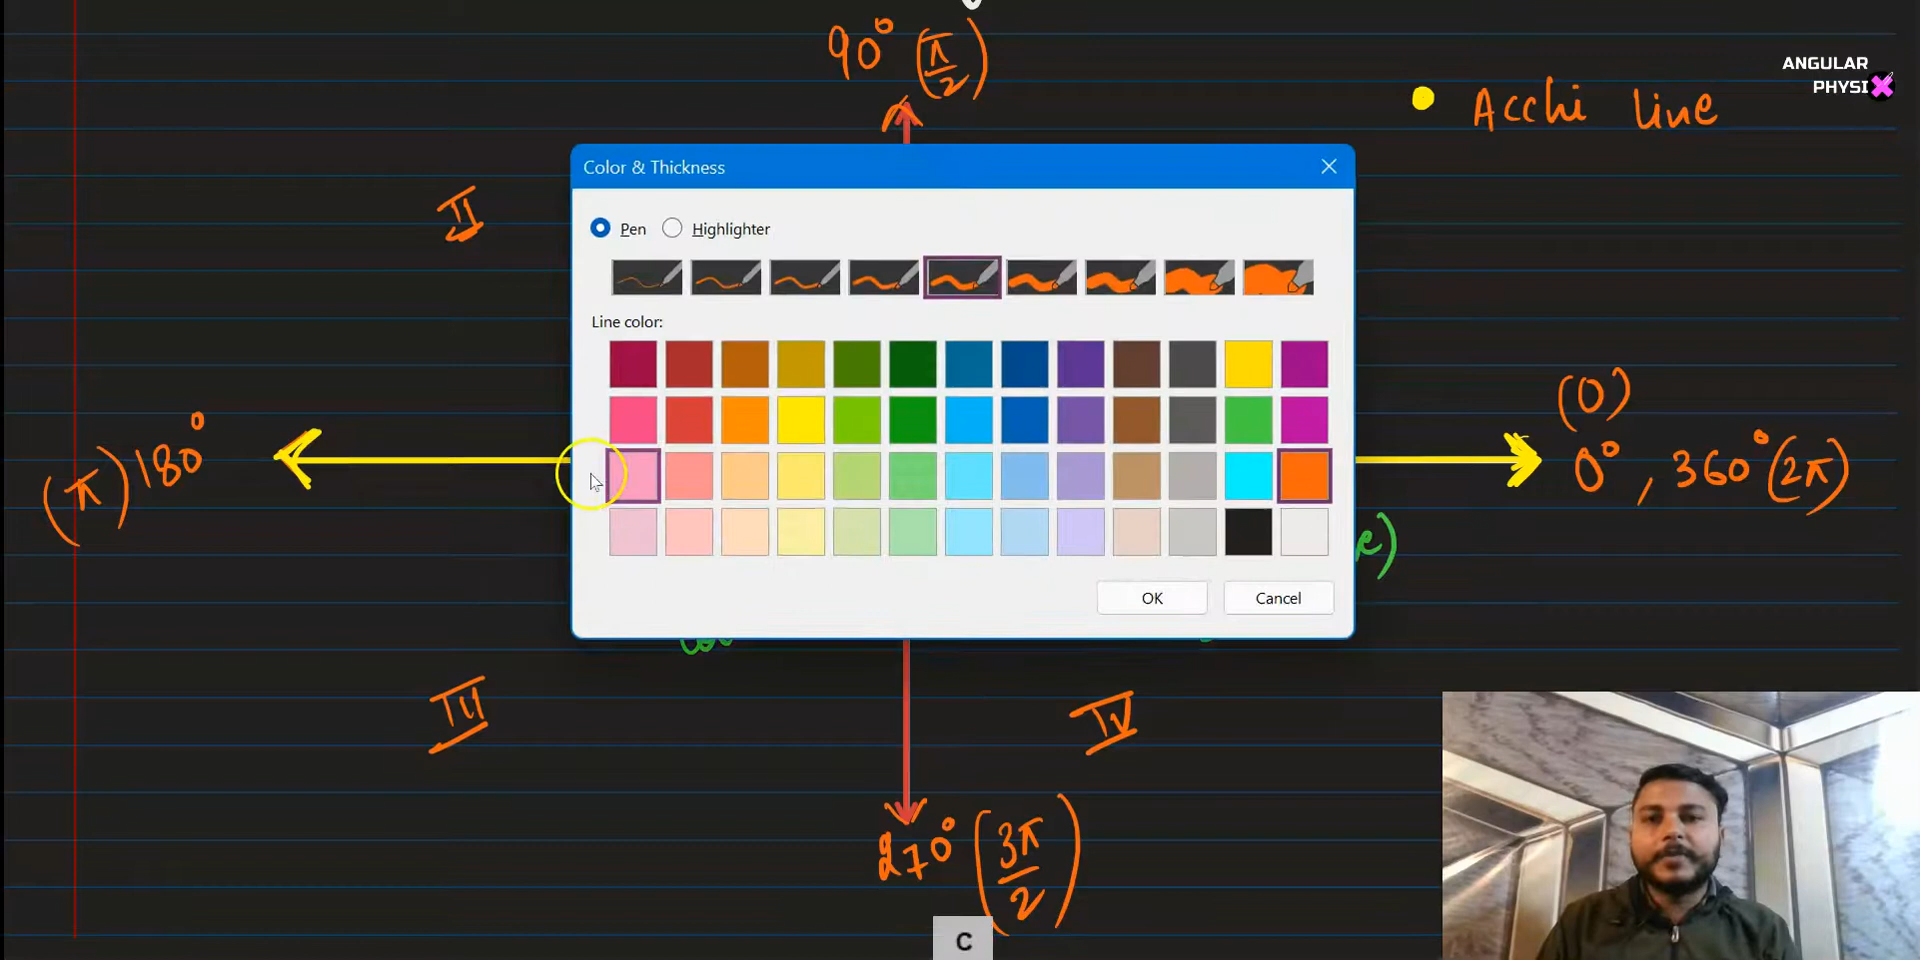 90° (π/2)
ANGULAR
PHYSI
Acchi line
Color & Thickness
II
Pen Highlighter
Line color:
(0)
(π) 180°
0°, 360° (2π)
e)
OK Cancel
III
IV
270° (3π/2)
C